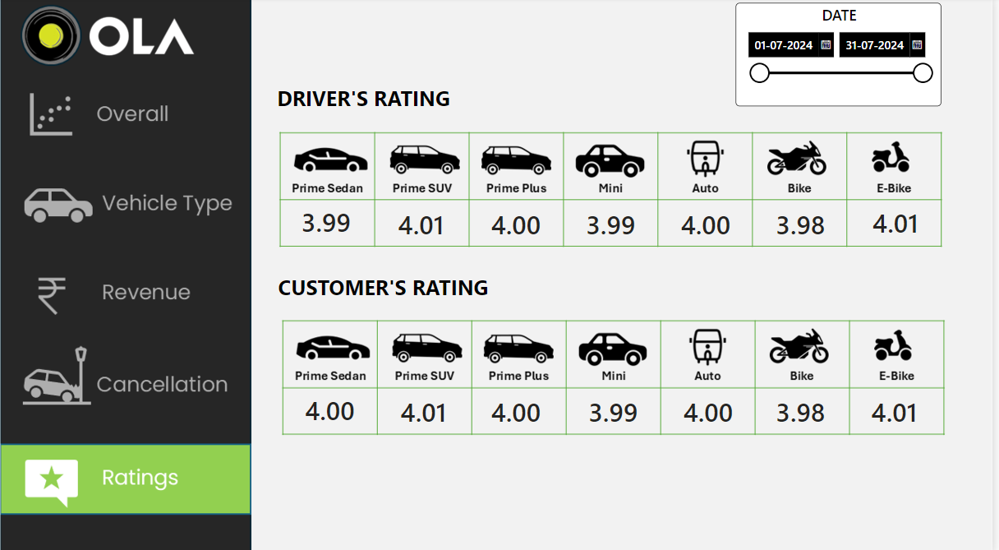 OLA
Overall
Vehicle Type
Revenue
Cancellation
Ratings
DATE
01-07-2024 31-07-2024
DRIVER'S RATING
Prime Sedan Prime SUV Prime Plus Mini Auto Bike E-Bike
3.99 4.01 4.00 3.99 4.00 3.98 4.01
CUSTOMER'S RATING
Prime Sedan Prime SUV Prime Plus Mini Auto Bike E-Bike
4.00 4.01 4.00 3.99 4.00 3.98 4.01